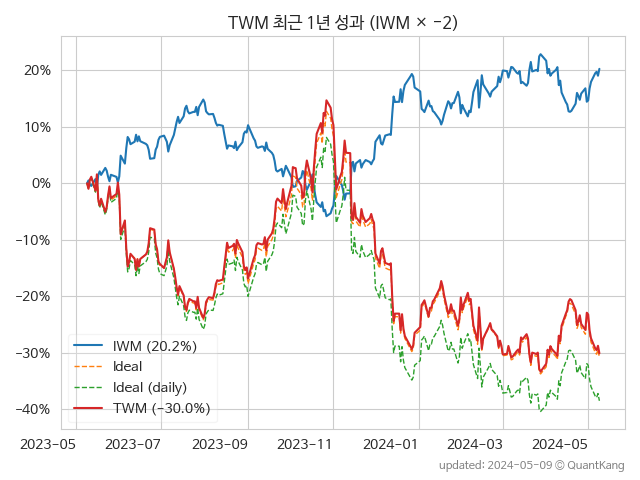 TWM 최근 1년 성과 (IWM × −2)
20%
10%
0%
−10%
−20%
−30%
−40%
IWM (20.2%)
Ideal
Ideal (daily)
TWM (−30.0%)
2023-05
2023-07
2023-09
2023-11
2024-01
2024-03
2024-05
updated: 2024-05-09 © QuantKang